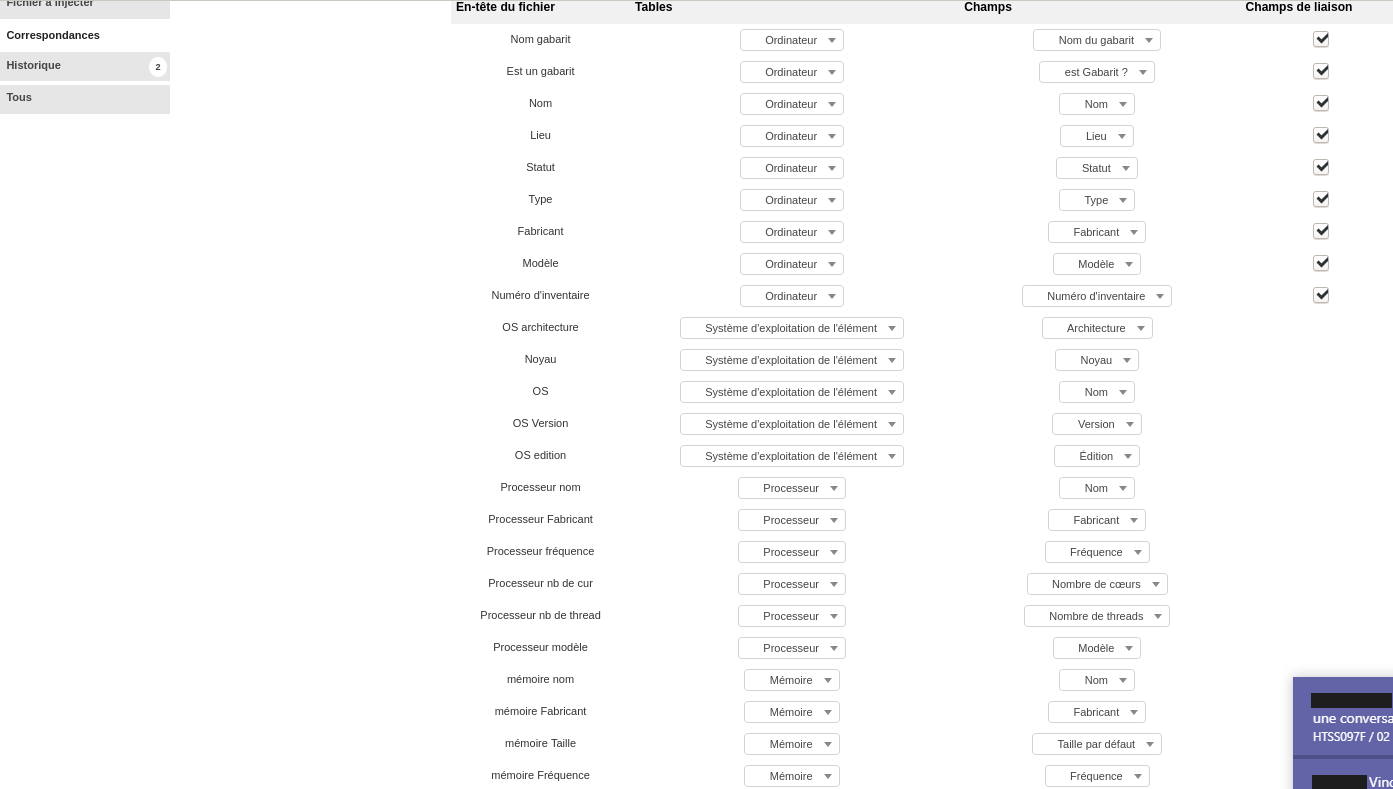 Fichier à injecter
Correspondances
Historique 2
Tous
En-tête du fichier Tables Champs Champs de liaison
Nom gabarit Ordinateur Nom du gabarit
Est un gabarit Ordinateur est Gabarit ?
Nom Ordinateur Nom
Lieu Ordinateur Lieu
Statut Ordinateur Statut
Type Ordinateur Type
Fabricant Ordinateur Fabricant
Modèle Ordinateur Modèle
Numéro d'inventaire Ordinateur Numéro d'inventaire
OS architecture Système d'exploitation de l'élément Architecture
Noyau Système d'exploitation de l'élément Noyau
OS Système d'exploitation de l'élément Nom
OS Version Système d'exploitation de l'élément Version
OS edition Système d'exploitation de l'élément Édition
Processeur nom Processeur Nom
Processeur Fabricant Processeur Fabricant
Processeur fréquence Processeur Fréquence
Processeur nb de cur Processeur Nombre de cœurs
Processeur nb de thread Processeur Nombre de threads
Processeur modèle Processeur Modèle
mémoire nom Mémoire Nom
mémoire Fabricant Mémoire Fabricant
mémoire Taille Mémoire Taille par défaut
mémoire Fréquence Mémoire Fréquence
une conversa
HTSS097F / 02
Vinc